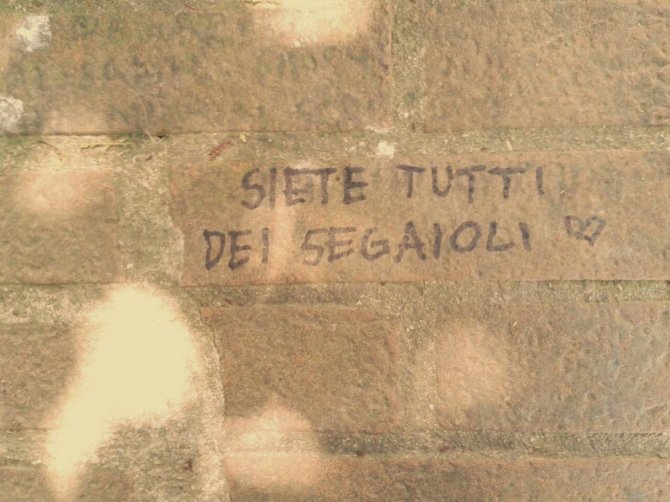 SIETE TUTTI
DEI SEGAIOLI ♡